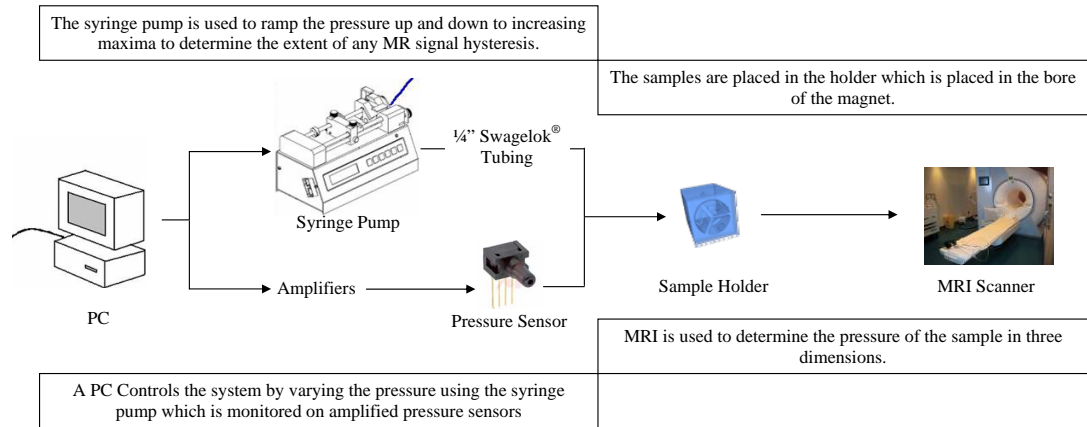 The syringe pump is used to ramp the pressure up and down to increasing
maxima to determine the extent of any MR signal hysteresis.
The samples are placed in the holder which is placed in the bore
of the magnet.
¼” Swagelok®
Tubing
Syringe Pump
Amplifiers
Sample Holder
MRI Scanner
PC
Pressure Sensor
MRI is used to determine the pressure of the sample in three
dimensions.
A PC Controls the system by varying the pressure using the syringe
pump which is monitored on amplified pressure sensors